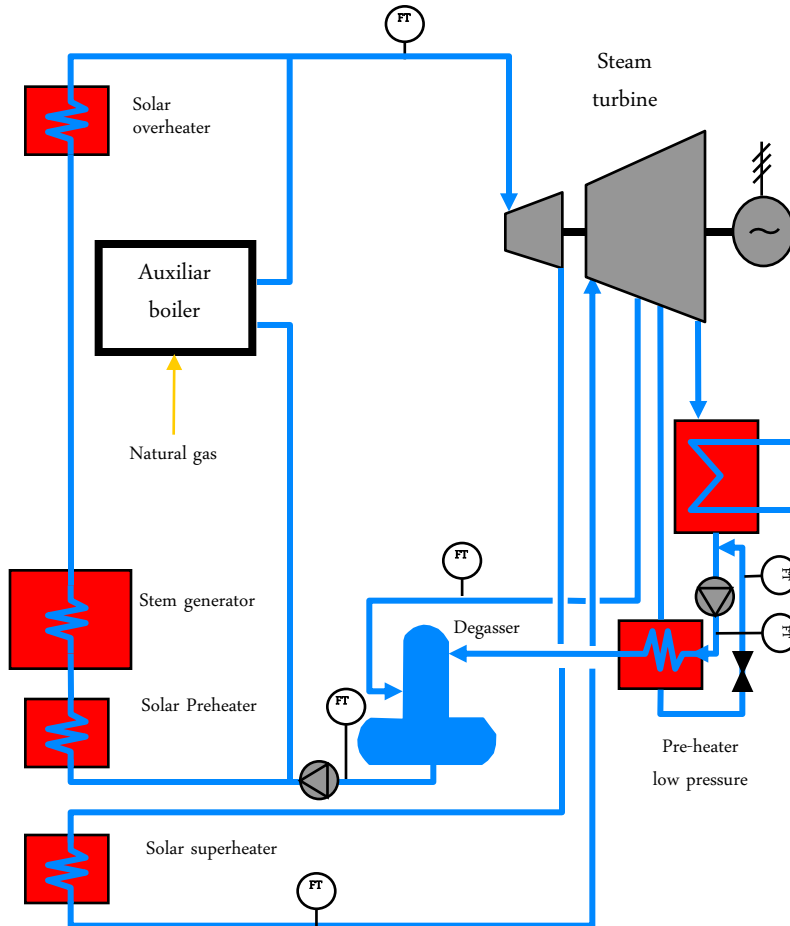 FT
Steam
turbine
Solar
overheater
Auxiliar
boiler
Natural gas
FT
Stem generator
FT
Degasser
FT
Solar Preheater
FT
Pre-heater
low pressure
Solar superheater
FT